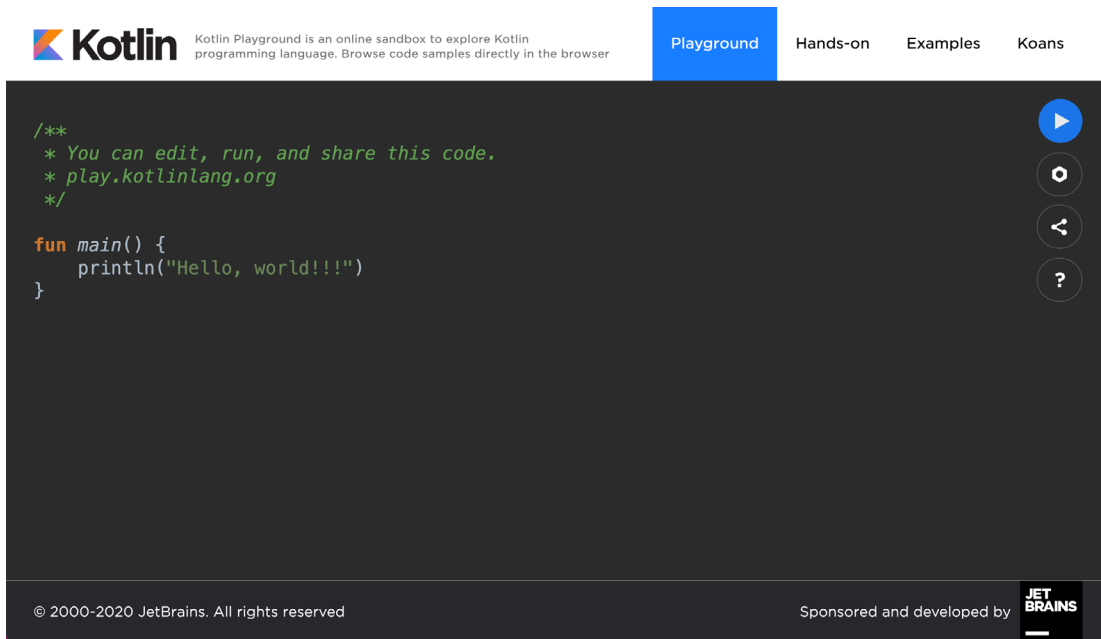 Kotlin
Kotlin Playground is an online sandbox to explore Kotlin
programming language. Browse code samples directly in the browser
Playground
Hands-on
Examples
Koans
/**
 * You can edit, run, and share this code.
 * play.kotlinlang.org
 */
fun main() {
    println("Hello, world!!!")
}
?
© 2000-2020 JetBrains. All rights reserved
Sponsored and developed by
JET
BRAINS